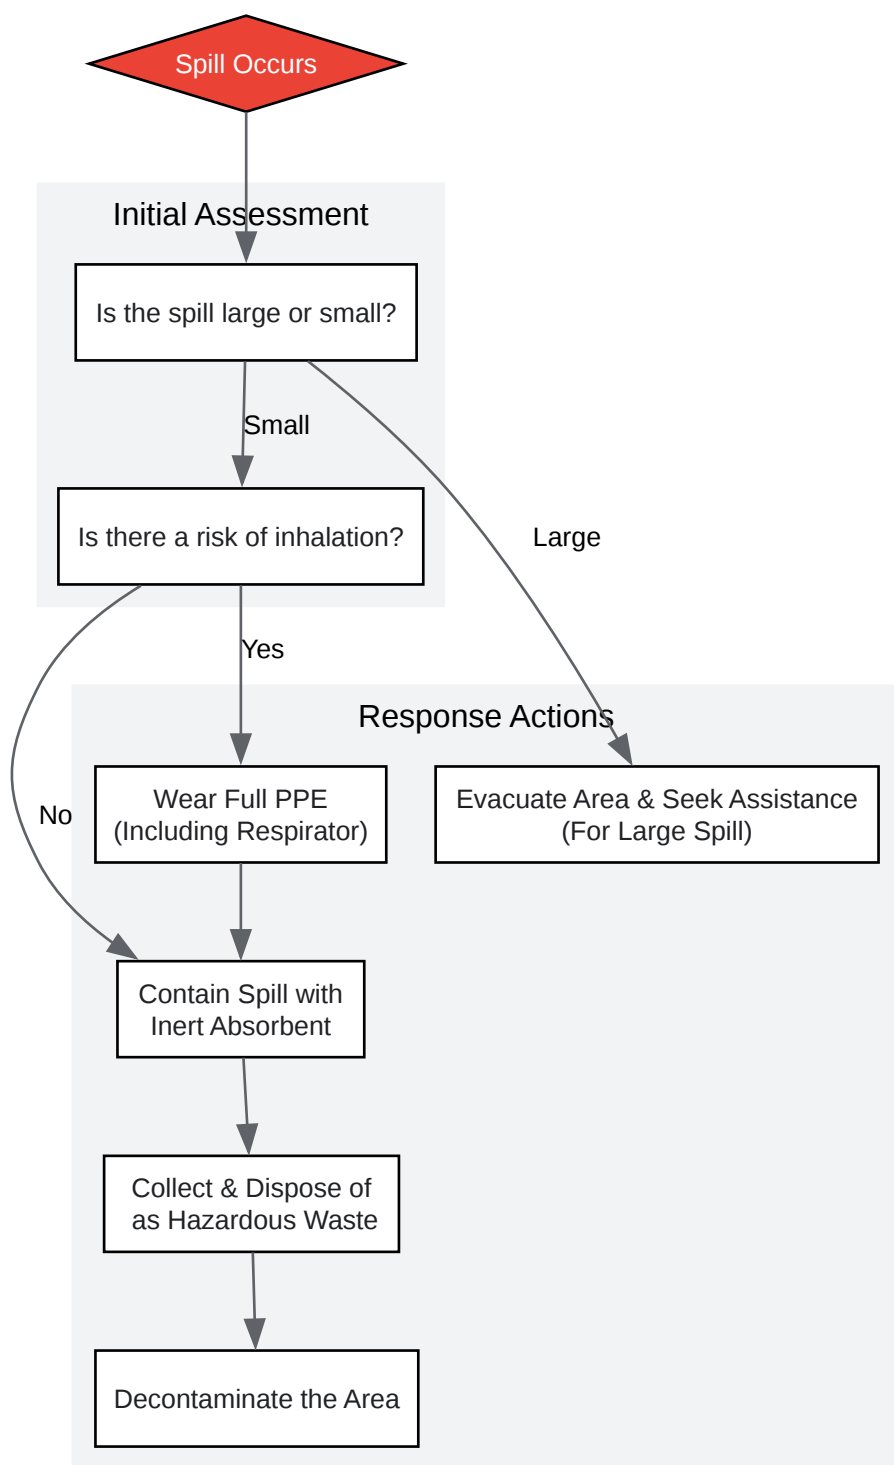 Spill Occurs
Initial Assessment
Is the spill large or small?
Small
Is there a risk of inhalation?
Large
Yes
Response Actions
Wear Full PPE
(Including Respirator)
Evacuate Area & Seek Assistance
(For Large Spill)
No
Contain Spill with
Inert Absorbent
Collect & Dispose of
as Hazardous Waste
Decontaminate the Area